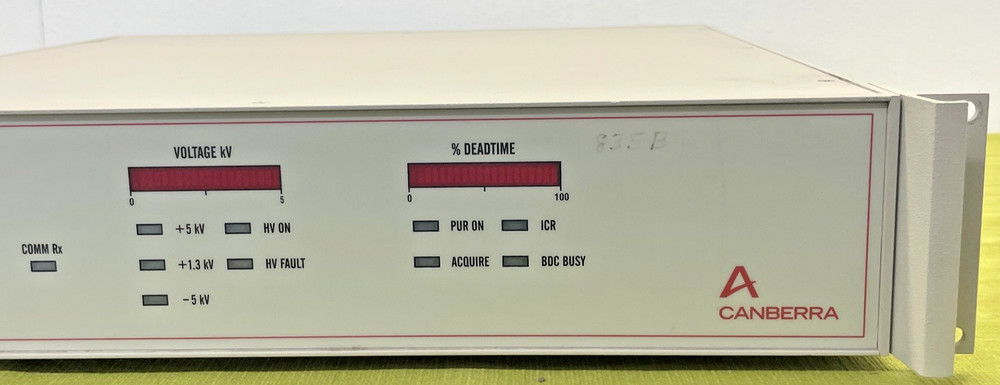 COMM Rx
VOLTAGE kV
0 5
+5 kV HV ON
+1.3 kV HV FAULT
-5 kV
% DEADTIME
0 100
PUR ON ICR
ACQUIRE BDC BUSY
835B
CANBERRA